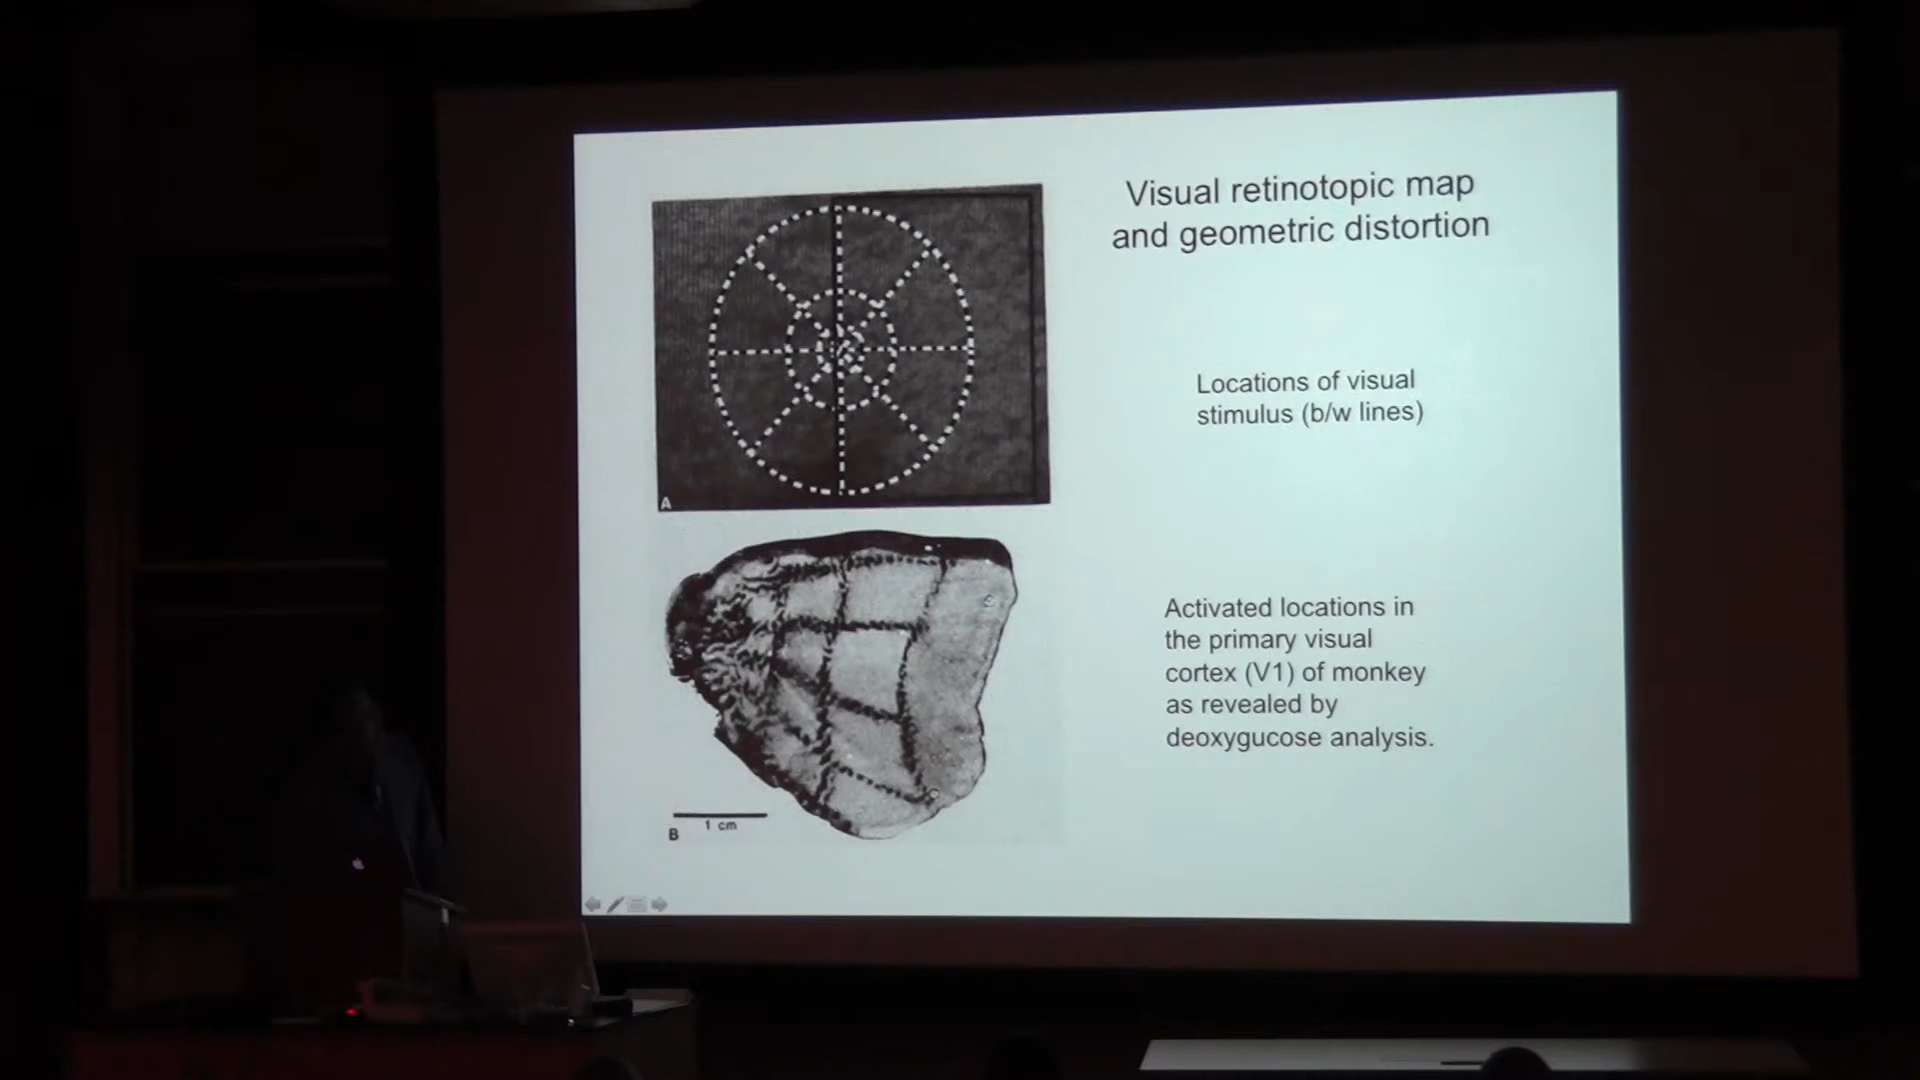 Visual retinotopic map
and geometric distortion
Locations of visual
stimulus (b/w lines)
A
Activated locations in
the primary visual
cortex (V1) of monkey
as revealed by
deoxygucose analysis.
1 cm
B